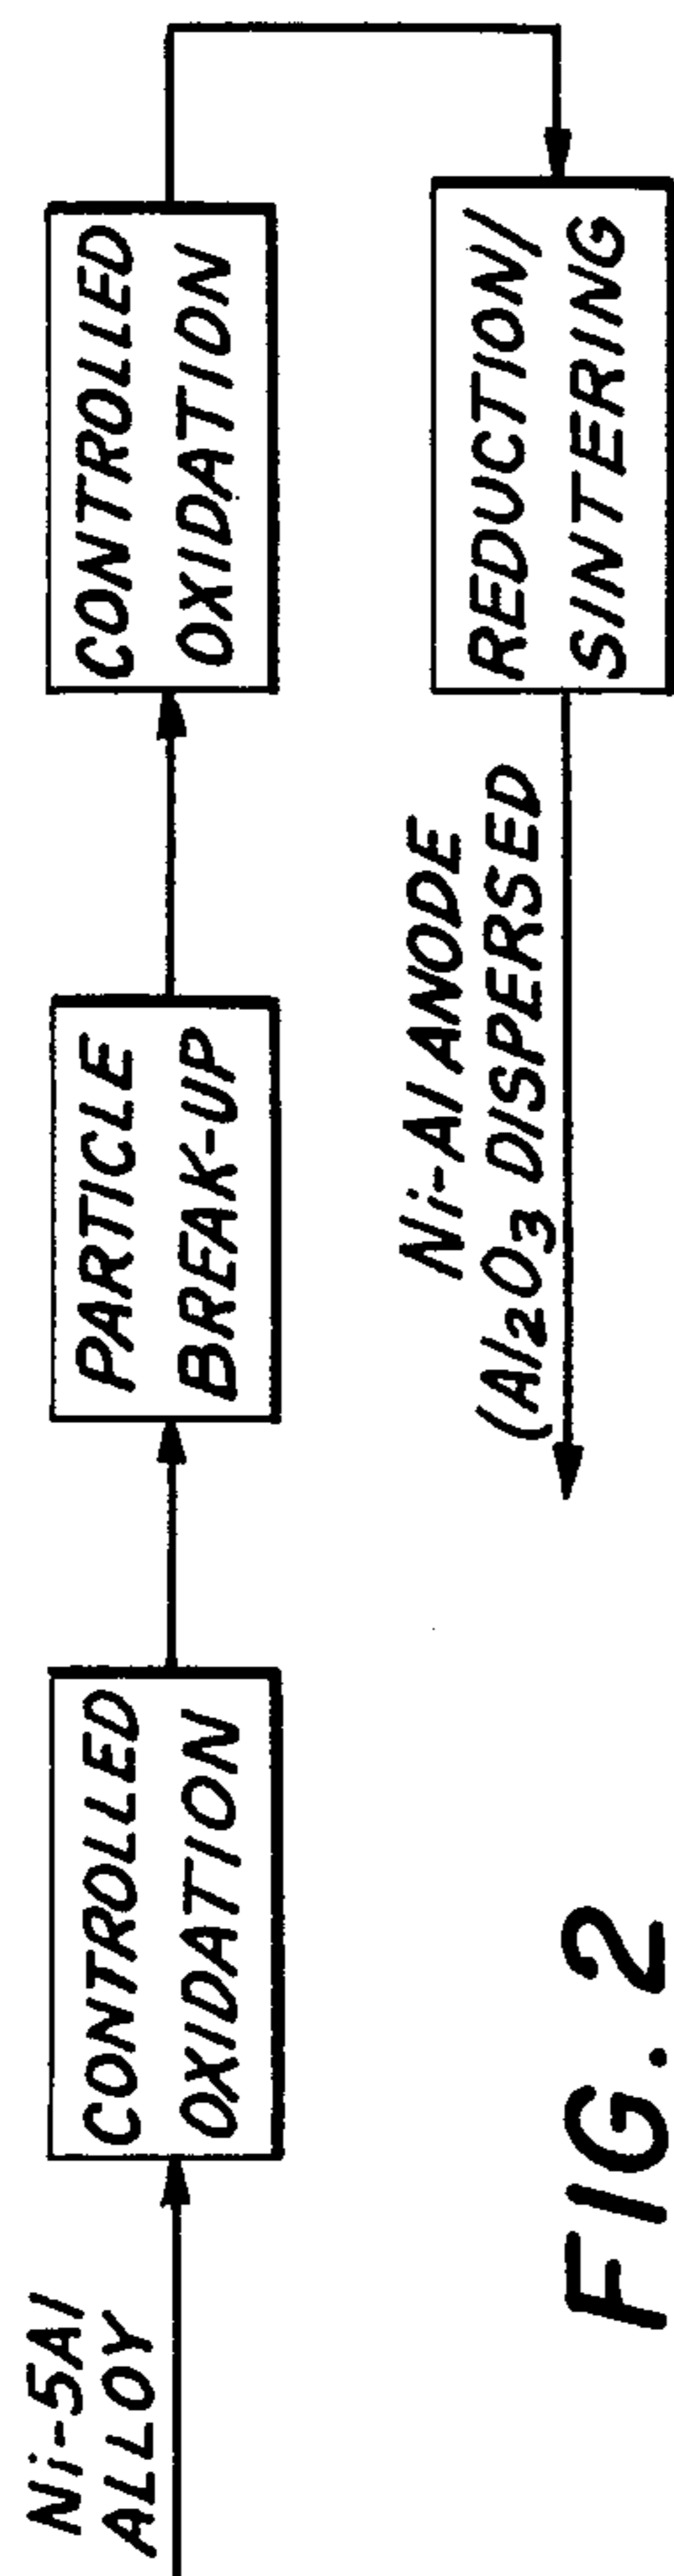 Ni-5Al
ALLOY
CONTROLLED
OXIDATION
PARTICLE
BREAK-UP
CONTROLLED
OXIDATION
REDUCTION/
SINTERING
Ni-Al ANODE
(Al₂O₃ DISPERSED
FIG. 2